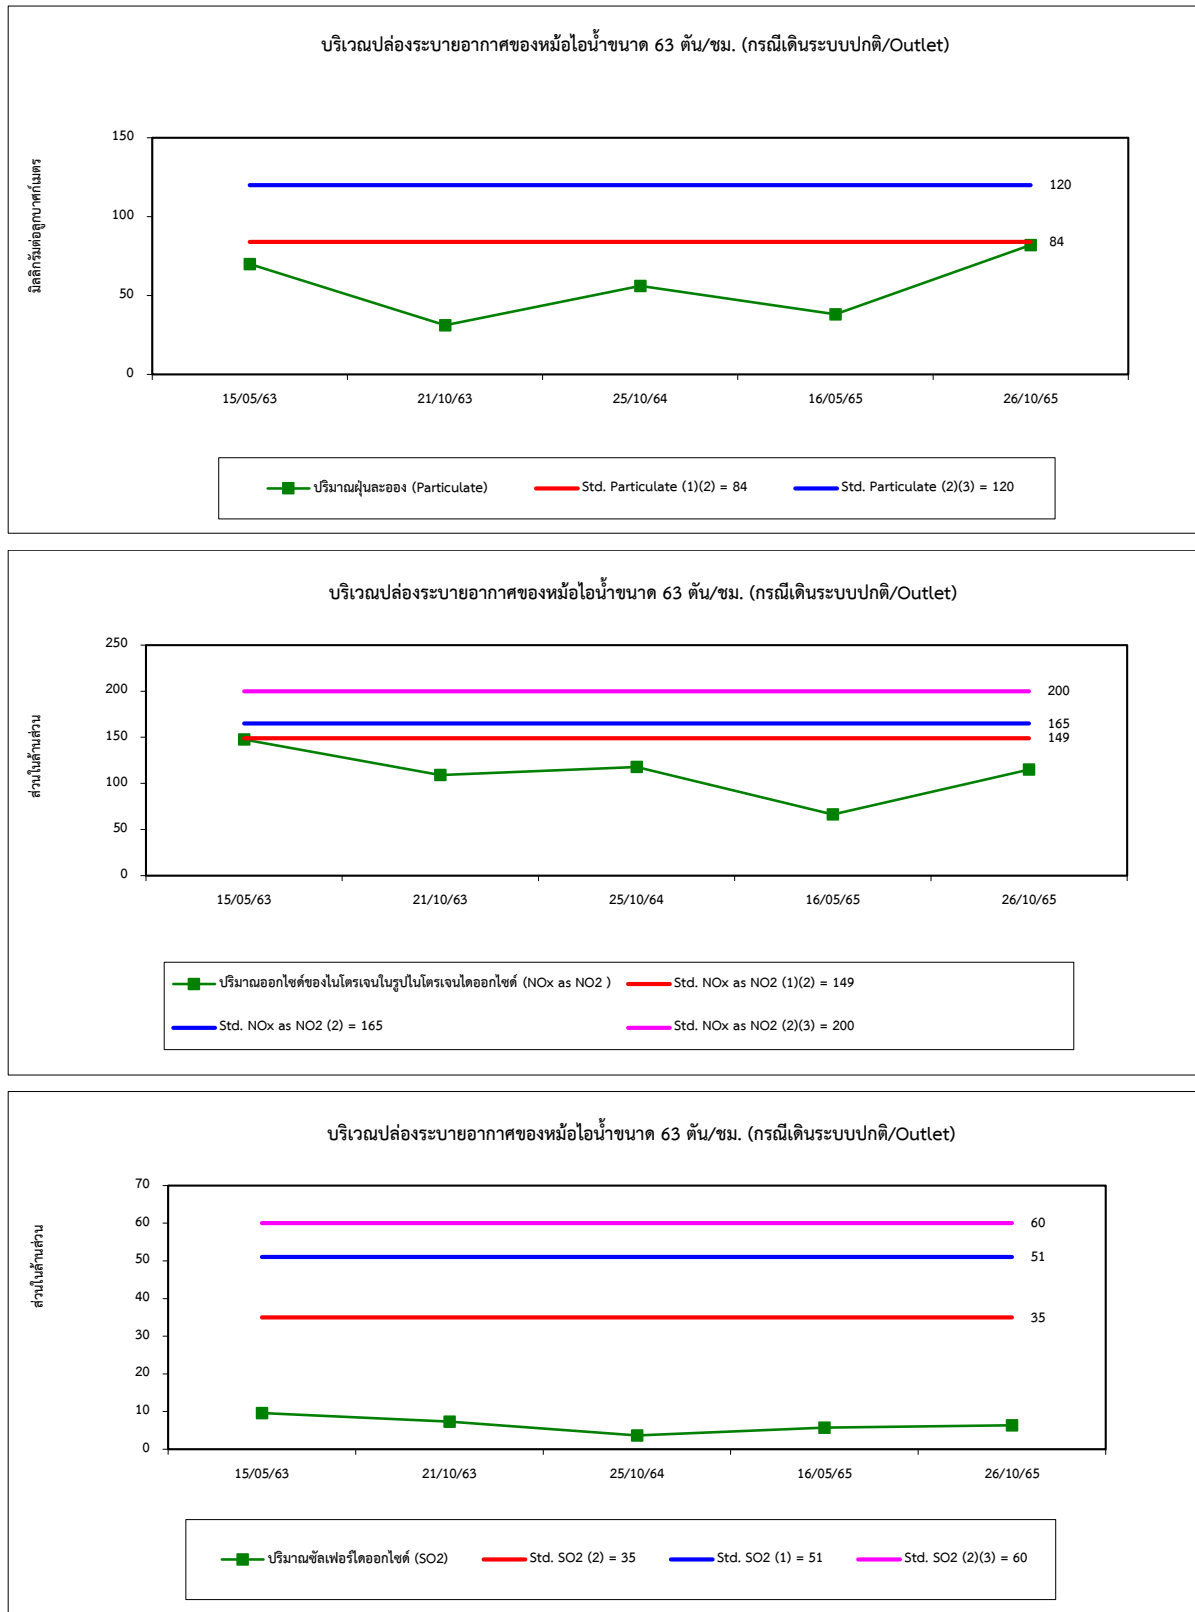 บริเวณปล่องระบายอากาศของหม้อไอน้ำขนาด 63 ตัน/ชม. (กรณีเดินระบบปกติ/Outlet)
มิลลิกรัมต่อลูกบาศก์เมตร
150
100
50
0
120
84
15/05/63 21/10/63 25/10/64 16/05/65 26/10/65
ปริมาณฝุ่นละออง (Particulate) Std. Particulate (1)(2) = 84 Std. Particulate (2)(3) = 120
บริเวณปล่องระบายอากาศของหม้อไอน้ำขนาด 63 ตัน/ชม. (กรณีเดินระบบปกติ/Outlet)
ส่วนในล้านส่วน
250
200
150
100
50
0
200
165
149
15/05/63 21/10/63 25/10/64 16/05/65 26/10/65
ปริมาณออกไซด์ของไนโตรเจนในรูปไนโตรเจนไดออกไซด์ (NOx as NO2 ) Std. NOx as NO2 (1)(2) = 149
Std. NOx as NO2 (2) = 165 Std. NOx as NO2 (2)(3) = 200
บริเวณปล่องระบายอากาศของหม้อไอน้ำขนาด 63 ตัน/ชม. (กรณีเดินระบบปกติ/Outlet)
ส่วนในล้านส่วน
70
60
50
40
30
20
10
0
60
51
35
15/05/63 21/10/63 25/10/64 16/05/65 26/10/65
ปริมาณซัลเฟอร์ไดออกไซด์ (SO2) Std. SO2 (2) = 35 Std. SO2 (1) = 51 Std. SO2 (2)(3) = 60